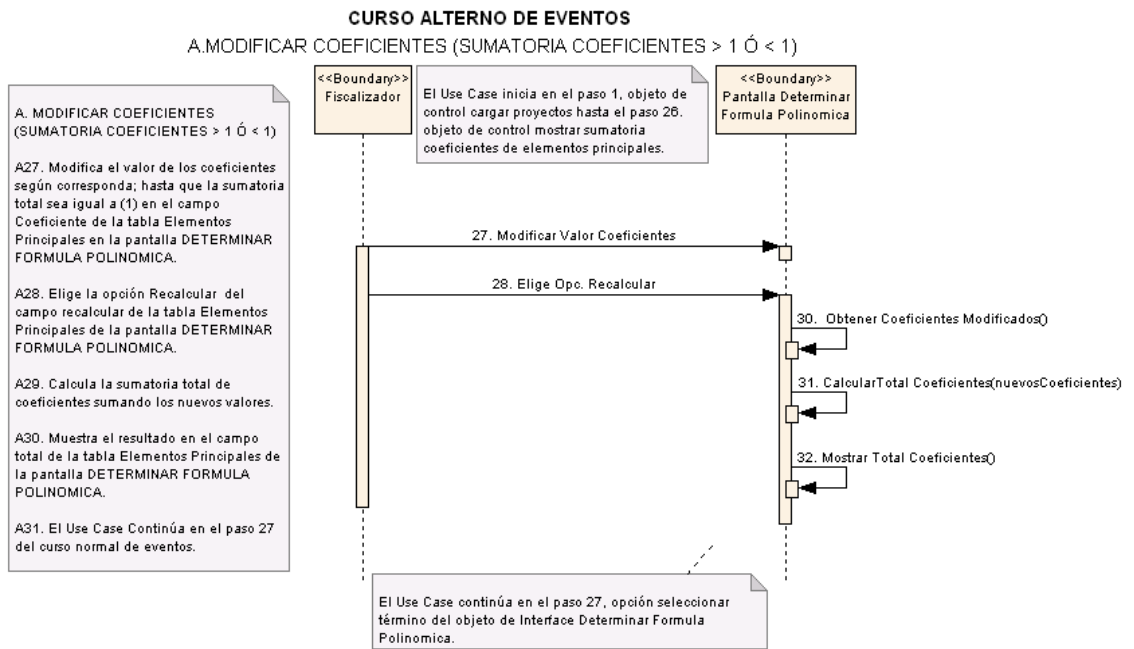 CURSO ALTERNO DE EVENTOS
A.MODIFICAR COEFICIENTES (SUMATORIA COEFICIENTES > 1 Ó < 1)
A. MODIFICAR COEFICIENTES
(SUMATORIA COEFICIENTES > 1 Ó < 1)
A27. Modifica el valor de los coeficientes
según corresponda; hasta que la sumatoria
total sea igual a (1) en el campo
Coeficiente de la tabla Elementos
Principales en la pantalla DETERMINAR
FORMULA POLINOMICA.
A28. Elige la opción Recalcular del
campo recalcular de la tabla Elementos
Principales de la pantalla DETERMINAR
FORMULA POLINOMICA.
A29. Calcula la sumatoria total de
coeficientes sumando los nuevos valores.
A30. Muestra el resultado en el campo
total de la tabla Elementos Principales de
la pantalla DETERMINAR FORMULA
POLINOMICA.
A31. El Use Case Continúa en el paso 27
del curso normal de eventos.
<<Boundary>>
Fiscalizador
El Use Case inicia en el paso 1, objeto de
control cargar proyectos hasta el paso 26.
objeto de control mostrar sumatoria
coeficientes de elementos principales.
<<Boundary>>
Pantalla Determinar
Formula Polinomica
27. Modificar Valor Coeficientes
28. Elige Opc. Recalcular
30. Obtener Coeficientes Modificados()
31. CalcularTotal Coeficientes(nuevosCoeficientes)
32. Mostrar Total Coeficientes()
El Use Case continúa en el paso 27, opción seleccionar
término del objeto de Interface Determinar Formula
Polinomica.